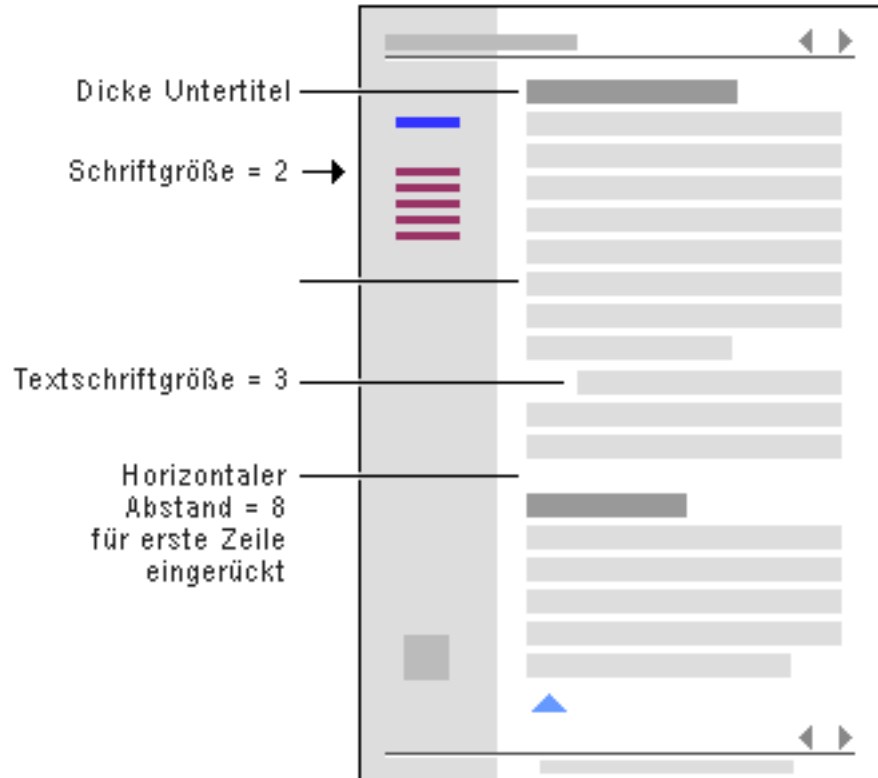 Dicke Untertitel
Schriftgröße = 2
Textschriftgröße = 3
Horizontaler
Abstand = 8
für erste Zeile
eingerückt